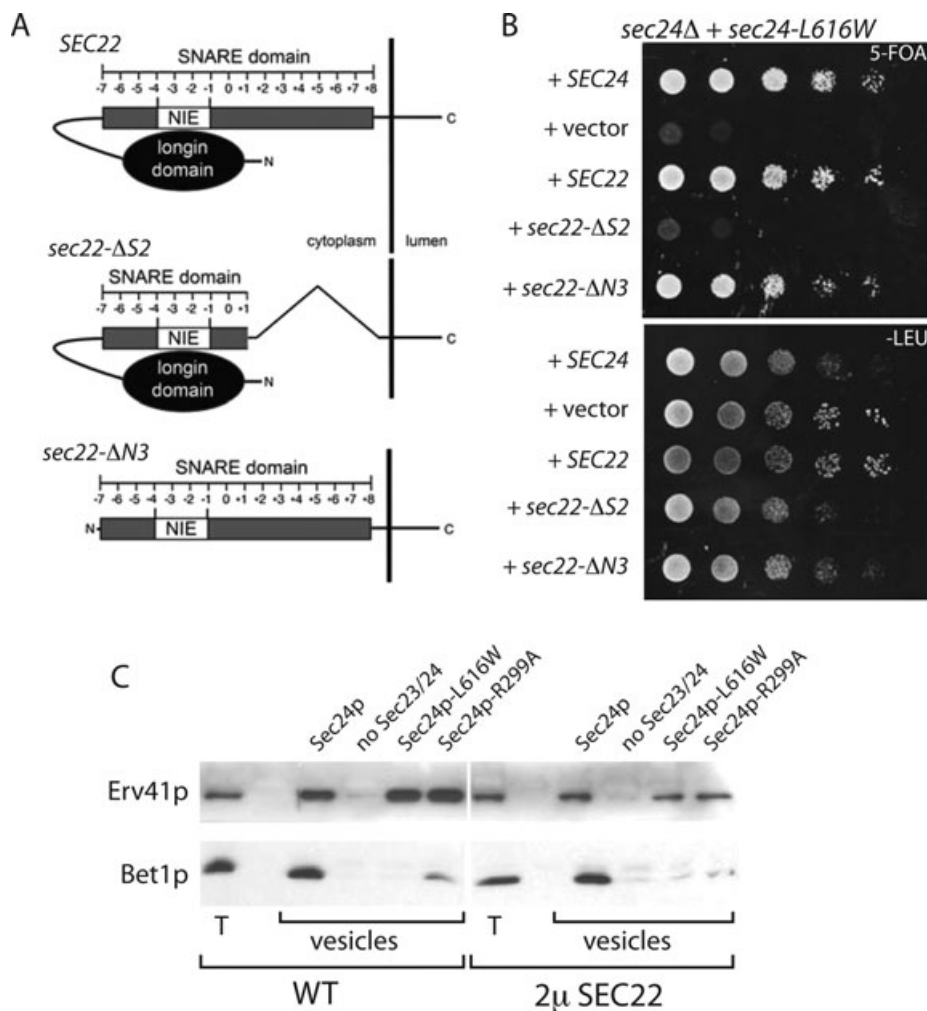 A
SEC22
SNARE domain
-7 -6 -5 -4 -3 -2 -1 0 +1 +2 +3 +4 +5 +6 +7 +8
NIE
C
longin
domain
N
cytoplasm lumen
sec22-ΔS2
SNARE domain
-7 -6 -5 -4 -3 -2 -1 0 +1
NIE
C
longin
domain
N
sec22-ΔN3
SNARE domain
-7 -6 -5 -4 -3 -2 -1 0 +1 +2 +3 +4 +5 +6 +7 +8
N
NIE
C
B
sec24Δ + sec24-L616W
5-FOA
+ SEC24
+ vector
+ SEC22
+ sec22-ΔS2
+ sec22-ΔN3
-LEU
+ SEC24
+ vector
+ SEC22
+ sec22-ΔS2
+ sec22-ΔN3
C
Sec24p
no Sec23/24
Sec24p-L616W
Sec24p-R299A
Sec24p
no Sec23/24
Sec24p-L616W
Sec24p-R299A
Erv41p
Bet1p
T vesicles T vesicles
WT 2μ SEC22